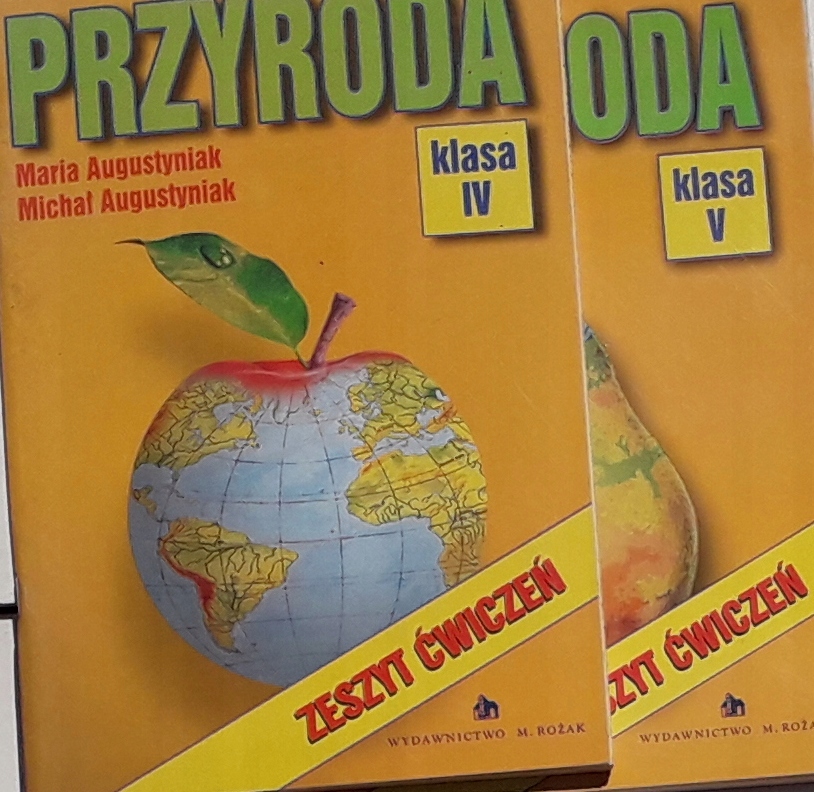 PRZYRODA
Maria Augustyniak
Michał Augustyniak
klasa
IV
ZESZYT ĆWICZEŃ
WYDAWNICTWO M. ROŻAK
ODA
klasa
V
ZYT ĆWICZEŃ
WYDAWNICTWO M. ROŻA